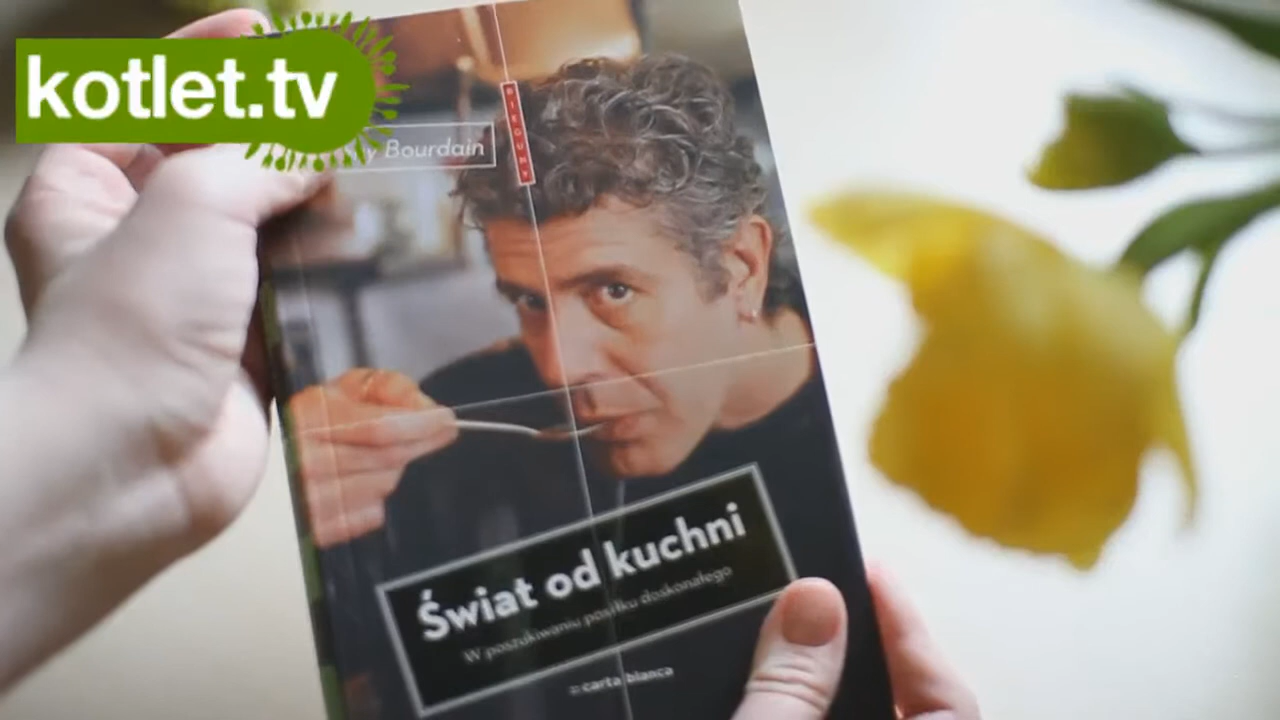 kotlet.tv
y Bourdain
BIEGUNY
Świat od kuchni
W poszukiwaniu posiłku doskonałego
carta blanca